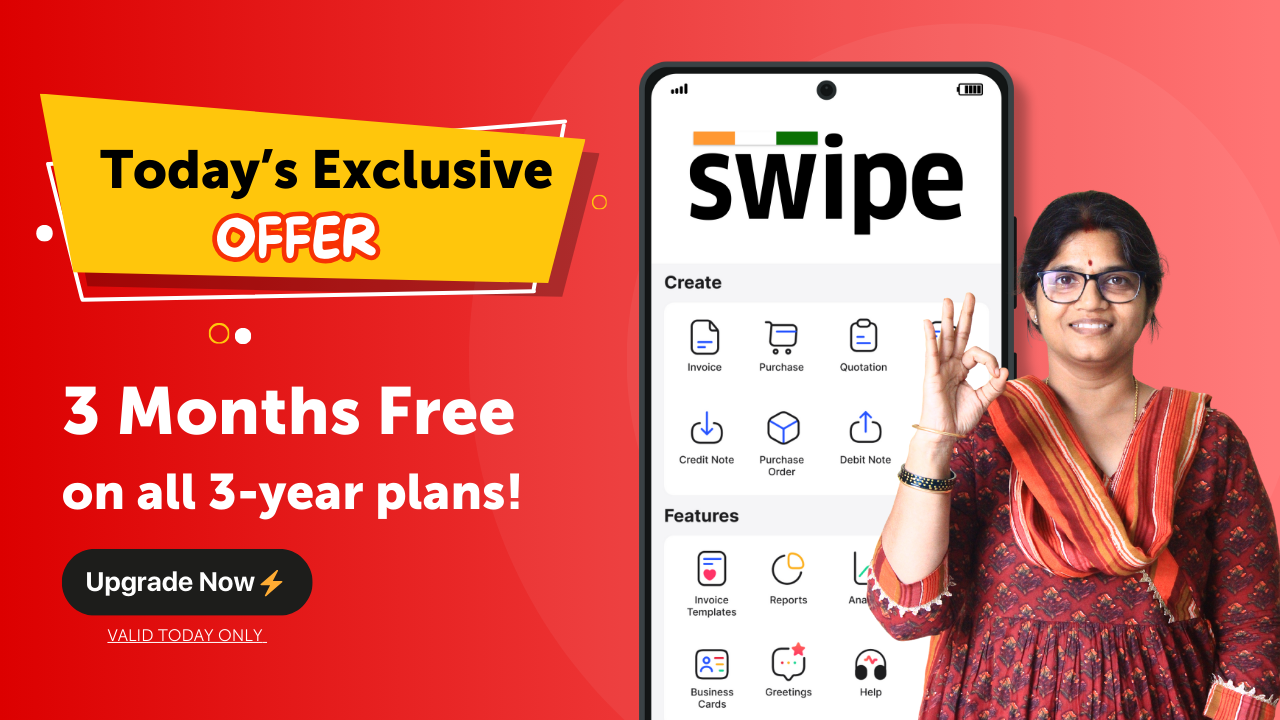 Today's Exclusive
OFFER
3 Months Free
on all 3-year plans!
Upgrade Now
VALID TODAY ONLY
swipe
Create
Invoice
Purchase
Quotation
Credit Note
Purchase
Order
Debit Note
Features
Invoice
Templates
Reports
Ana
Business
Cards
Greetings
Help